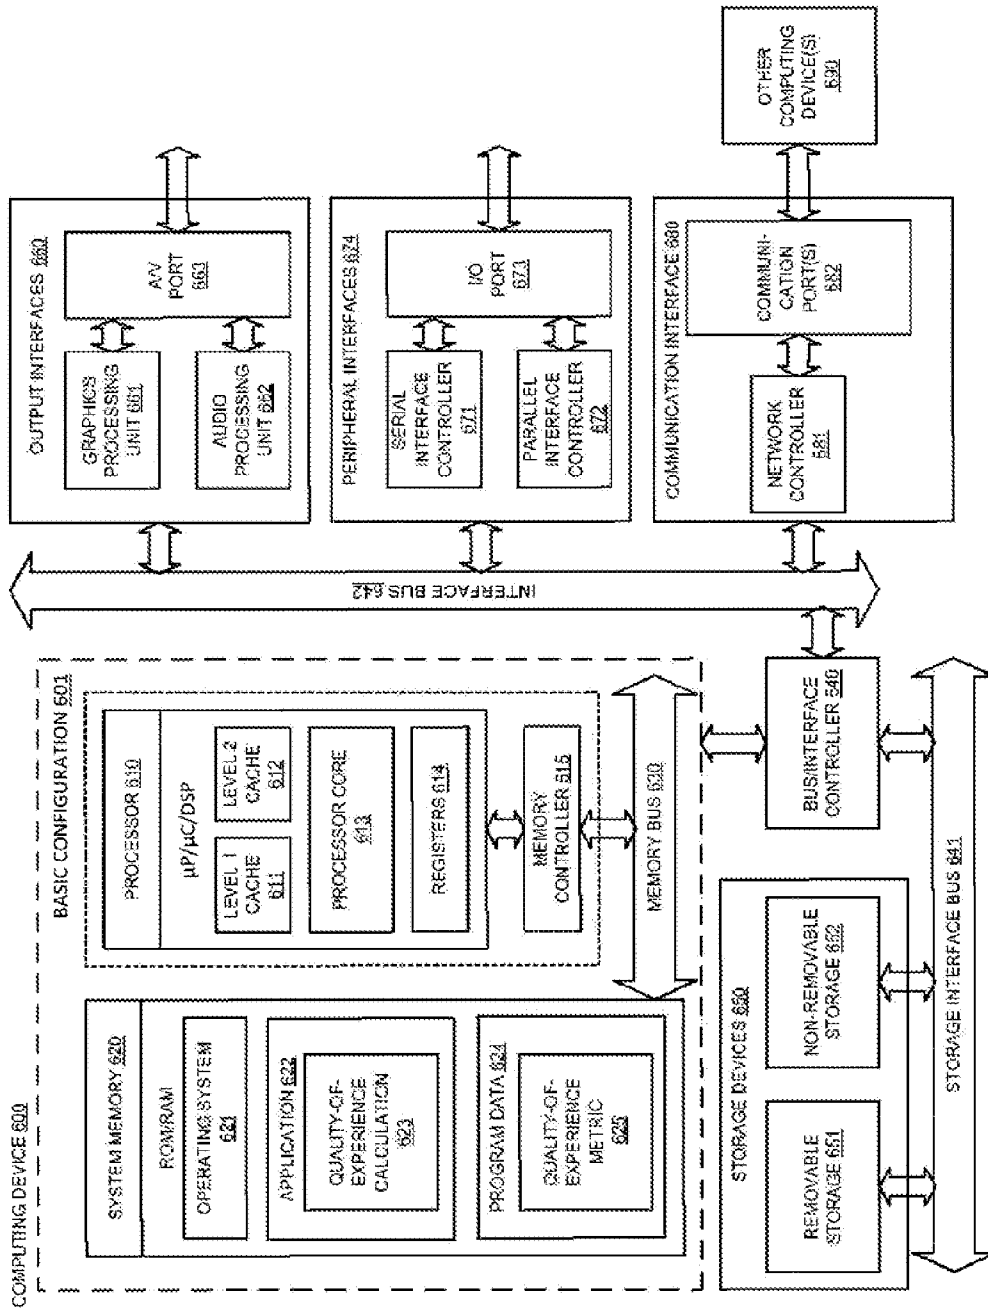 COMPUTING DEVICE 600
BASIC CONFIGURATION 601
SYSTEM MEMORY 620
ROM/RAM
OPERATING SYSTEM
621
APPLICATION 622
QUALITY-OF-
EXPERIENCE
CALCULATION
623
PROGRAM DATA 624
QUALITY-OF-
EXPERIENCE
METRIC
625
PROCESSOR 610
µP/µC/DSP
LEVEL 1
CACHE
611
LEVEL 2
CACHE
612
PROCESSOR CORE
613
REGISTERS 614
MEMORY
CONTROLLER 615
MEMORY BUS 630
BUS/INTERFACE
CONTROLLER 640
STORAGE DEVICES 650
REMOVABLE
STORAGE 651
NON-REMOVABLE
STORAGE 652
STORAGE INTERFACE BUS 641
INTERFACE BUS 642
OUTPUT INTERFACES 660
GRAPHICS
PROCESSING
UNIT 661
AUDIO
PROCESSING
UNIT 662
A/V
PORT
663
PERIPHERAL INTERFACES 674
SERIAL
INTERFACE
CONTROLLER
671
PARALLEL
INTERFACE
CONTROLLER
672
I/O
PORT
673
COMMUNICATION INTERFACE 680
NETWORK
CONTROLLER
681
COMMUNI-
CATION
PORT(S)
682
OTHER
COMPUTING
DEVICE(S)
690